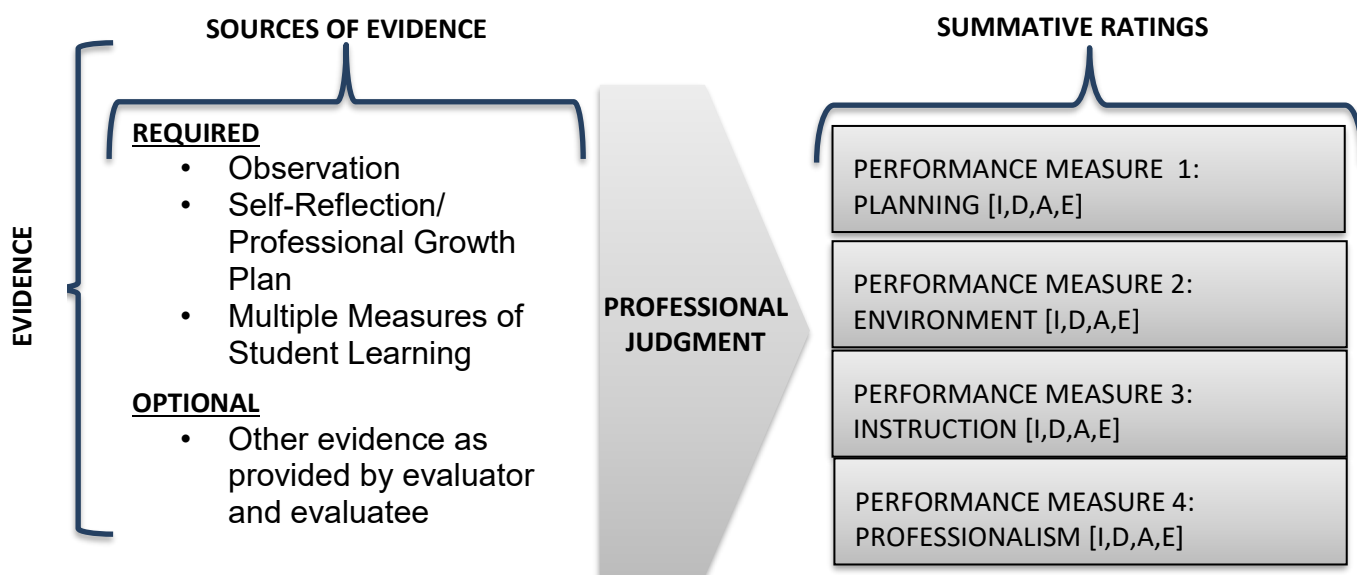 SOURCES OF EVIDENCE
EVIDENCE
REQUIRED
• Observation
• Self-Reflection/
Professional Growth
Plan
• Multiple Measures of
Student Learning
OPTIONAL
• Other evidence as
provided by evaluator
and evaluatee
PROFESSIONAL
JUDGMENT
SUMMATIVE RATINGS
PERFORMANCE MEASURE 1:
PLANNING [I,D,A,E]
PERFORMANCE MEASURE 2:
ENVIRONMENT [I,D,A,E]
PERFORMANCE MEASURE 3:
INSTRUCTION [I,D,A,E]
PERFORMANCE MEASURE 4:
PROFESSIONALISM [I,D,A,E]